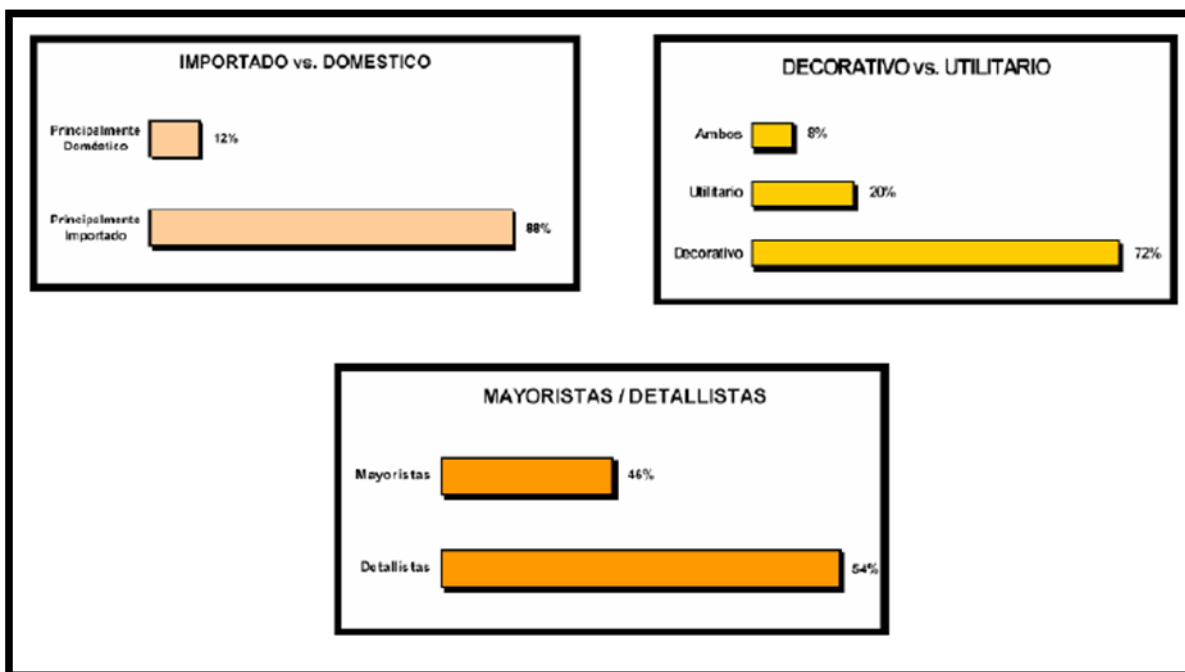 IMPORTADO vs. DOMESTICO
Principalmente
Doméstico
12%
Principalmente
Importado
88%
DECORATIVO vs. UTILITARIO
Ambos
8%
Utilitario
20%
Decorativo
72%
MAYORISTAS / DETALLISTAS
Mayoristas
46%
Detallistas
54%